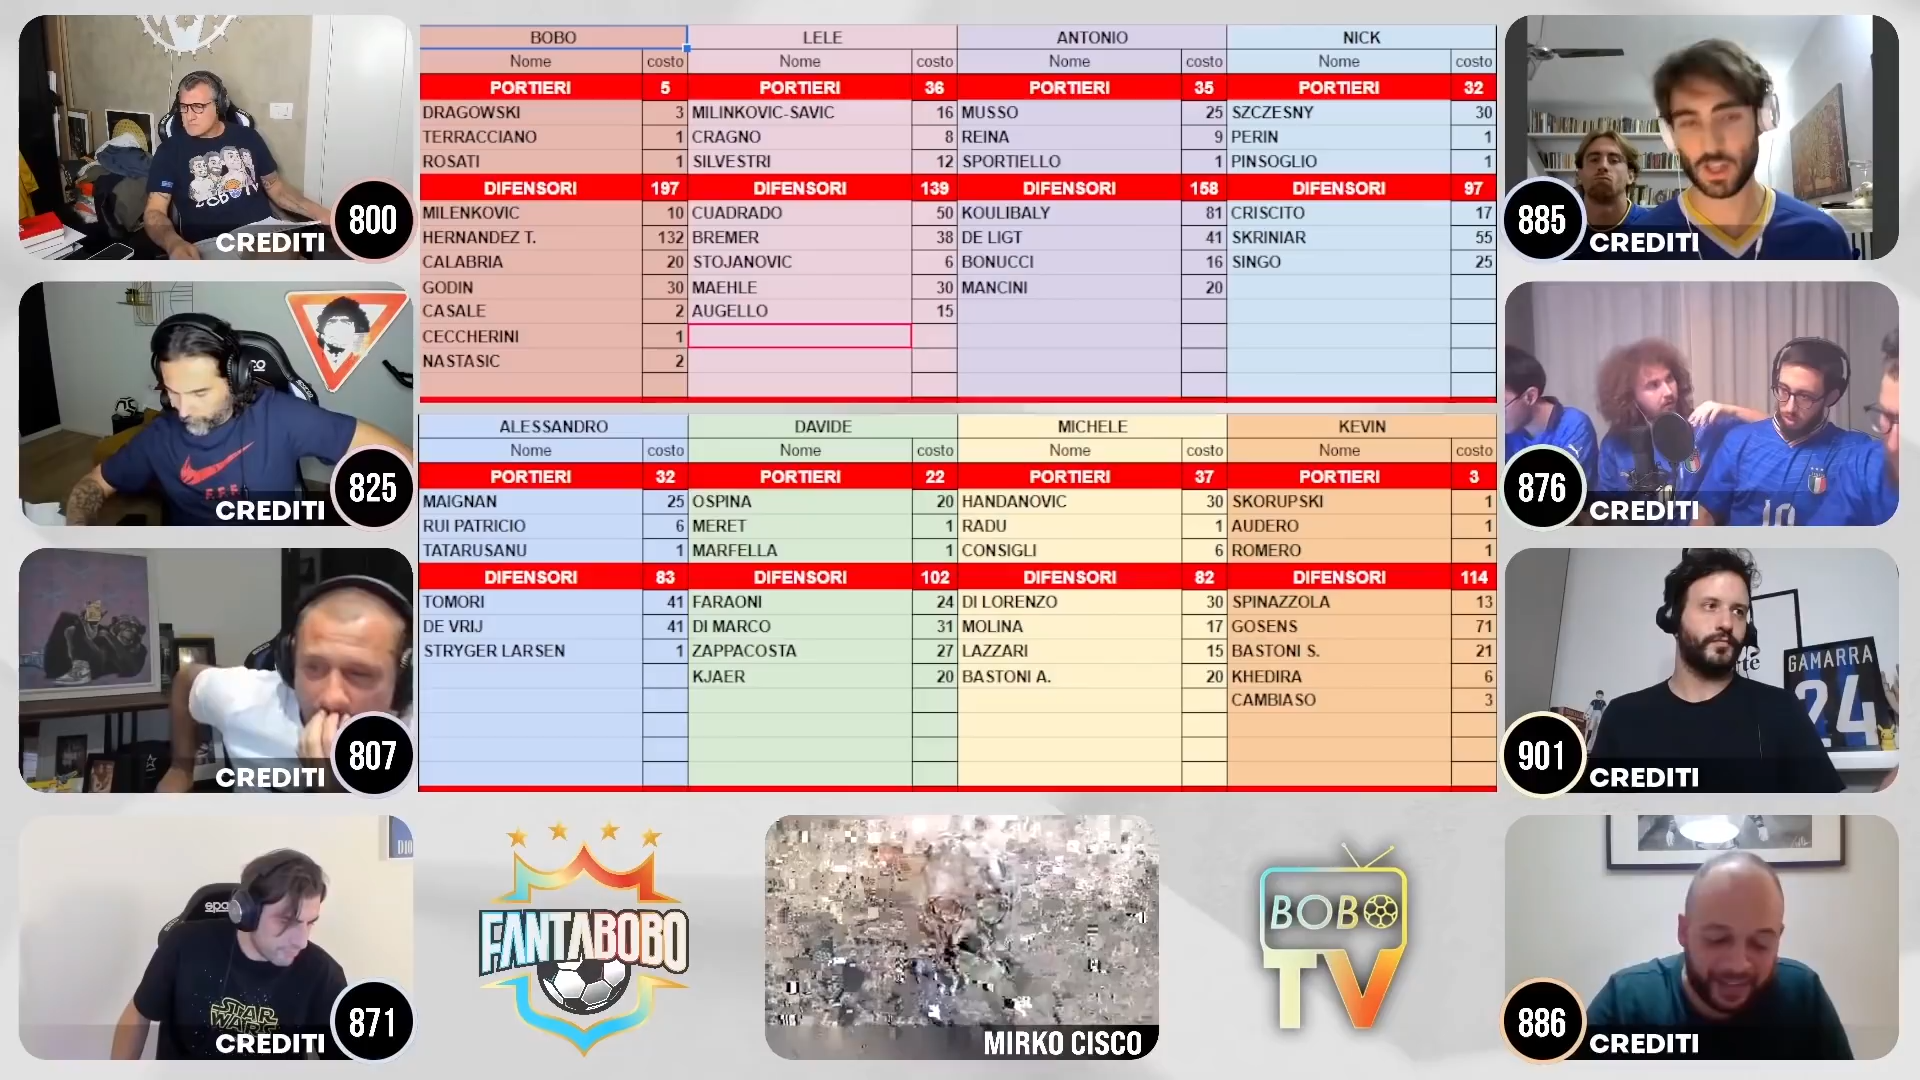 BOBO LELE ANTONIO NICK
Nome costo Nome costo Nome costo Nome costo
PORTIERI 5 PORTIERI 36 PORTIERI 35 PORTIERI 32
DRAGOWSKI 3 MILINKOVIC-SAVIC 16 MUSSO 25 SZCZESNY 30
TERRACCIANO 1 CRAGNO 8 REINA 9 PERIN 1
ROSATI 1 SILVESTRI 12 SPORTIELLO 1 PINSOGLIO 1
DIFENSORI 197 DIFENSORI 139 DIFENSORI 158 DIFENSORI 97
MILENKOVIC 10 CUADRADO 50 KOULIBALY 81 CRISCITO 17
HERNANDEZ T. 132 BREMER 38 DE LIGT 41 SKRINIAR 55
CALABRIA 20 STOJANOVIC 6 BONUCCI 16 SINGO 25
GODIN 30 MAEHLE 30 MANCINI 20
CASALE 2 AUGELLO 15
CECCHERINI 1
NASTASIC 2
ALESSANDRO DAVIDE MICHELE KEVIN
Nome costo Nome costo Nome costo Nome costo
PORTIERI 32 PORTIERI 22 PORTIERI 37 PORTIERI 3
MAIGNAN 25 OSPINA 20 HANDANOVIC 30 SKORUPSKI 1
RUI PATRICIO 6 MERET 1 RADU 1 AUDERO 1
TATARUSANU 1 MARFELLA 1 CONSIGLI 6 ROMERO 1
DIFENSORI 83 DIFENSORI 102 DIFENSORI 82 DIFENSORI 114
TOMORI 41 FARAONI 24 DI LORENZO 30 SPINAZZOLA 13
DE VRIJ 41 DI MARCO 31 MOLINA 17 GOSENS 71
STRYGER LARSEN 1 ZAPPACOSTA 27 LAZZARI 15 BASTONI S. 21
KJAER 20 BASTONI A. 20 KHEDIRA 6
CAMBIASO 3
CREDITI 800
CREDITI 825
CREDITI 807
STAR
WARS
CREDITI 871
885 CREDITI
876 CREDITI
10
GAMARRA
24
901 CREDITI
886 CREDITI
FANTABOBO
MIRKO CISCO
BOBO
TV